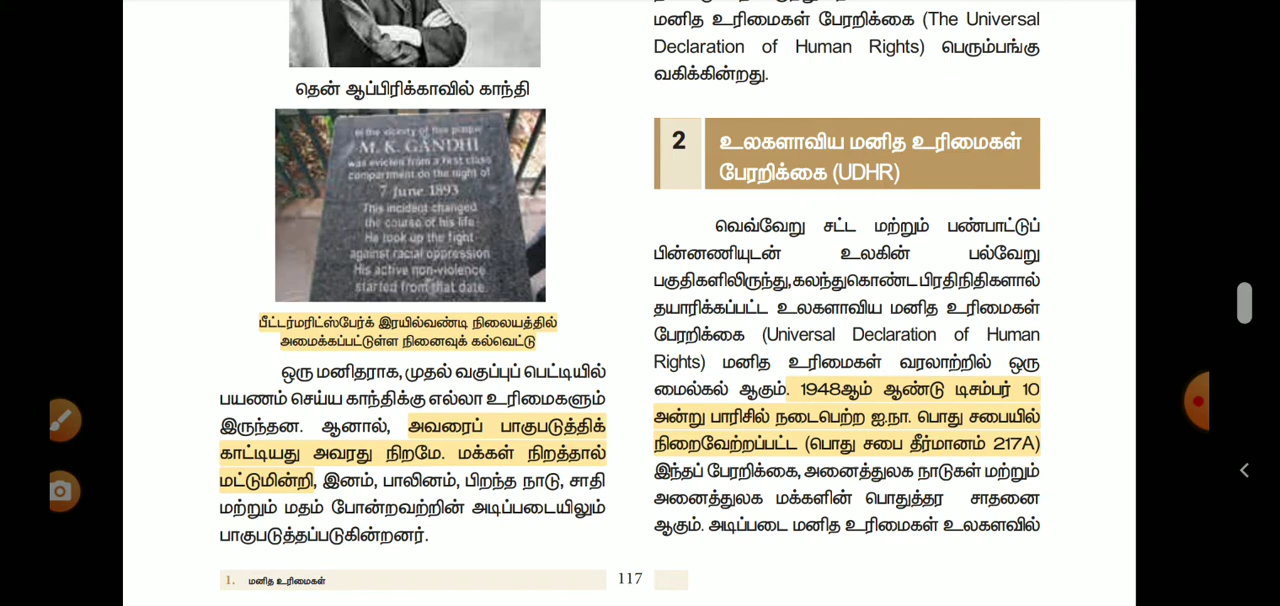 தென் ஆப்பிரிக்காவில் காந்தி
In the vicinity of this plaque
M. K. GANDHI
was evicted from a first class
compartment on the night of
7 June 1893
This incident changed
the course of his life
He took up the fight
against racial oppression
His active non-violence
started from that date.
பீட்டர்மரிட்ஸ்பேர்க் இரயில்வண்டி நிலையத்தில்
அமைக்கப்பட்டுள்ள நினைவுக் கல்வெட்டு
ஒரு மனிதராக, முதல் வகுப்புப் பெட்டியில்
பயணம் செய்ய காந்திக்கு எல்லா உரிமைகளும்
இருந்தன. ஆனால், அவரைப் பாகுபடுத்திக்
காட்டியது அவரது நிறமே. மக்கள் நிறத்தால்
மட்டுமின்றி, இனம், பாலினம், பிறந்த நாடு, சாதி
மற்றும் மதம் போன்றவற்றின் அடிப்படையிலும்
பாகுபடுத்தப்படுகின்றனர்.
மனித உரிமைகள் பேரறிக்கை (The Universal
Declaration of Human Rights) பெரும்பங்கு
வகிக்கின்றது.
2 உலகளாவிய மனித உரிமைகள்
பேரறிக்கை (UDHR)
வெவ்வேறு சட்ட மற்றும் பண்பாட்டுப்
பின்னணியுடன் உலகின் பல்வேறு
பகுதிகளிலிருந்து, கலந்துகொண்ட பிரதிநிதிகளால்
தயாரிக்கப்பட்ட உலகளாவிய மனித உரிமைகள்
பேரறிக்கை (Universal Declaration of Human
Rights) மனித உரிமைகள் வரலாற்றில் ஒரு
மைல்கல் ஆகும். 1948ஆம் ஆண்டு டிசம்பர் 10
அன்று பாரிசில் நடைபெற்ற ஐ.நா. பொது சபையில்
நிறைவேற்றப்பட்ட (பொது சபை தீர்மானம் 217A)
இந்தப் பேரறிக்கை, அனைத்துலக நாடுகள் மற்றும்
அனைத்துலக மக்களின் பொதுத்தர சாதனை
ஆகும். அடிப்படை மனித உரிமைகள் உலகளவில்
1. மனித உரிமைகள்
117